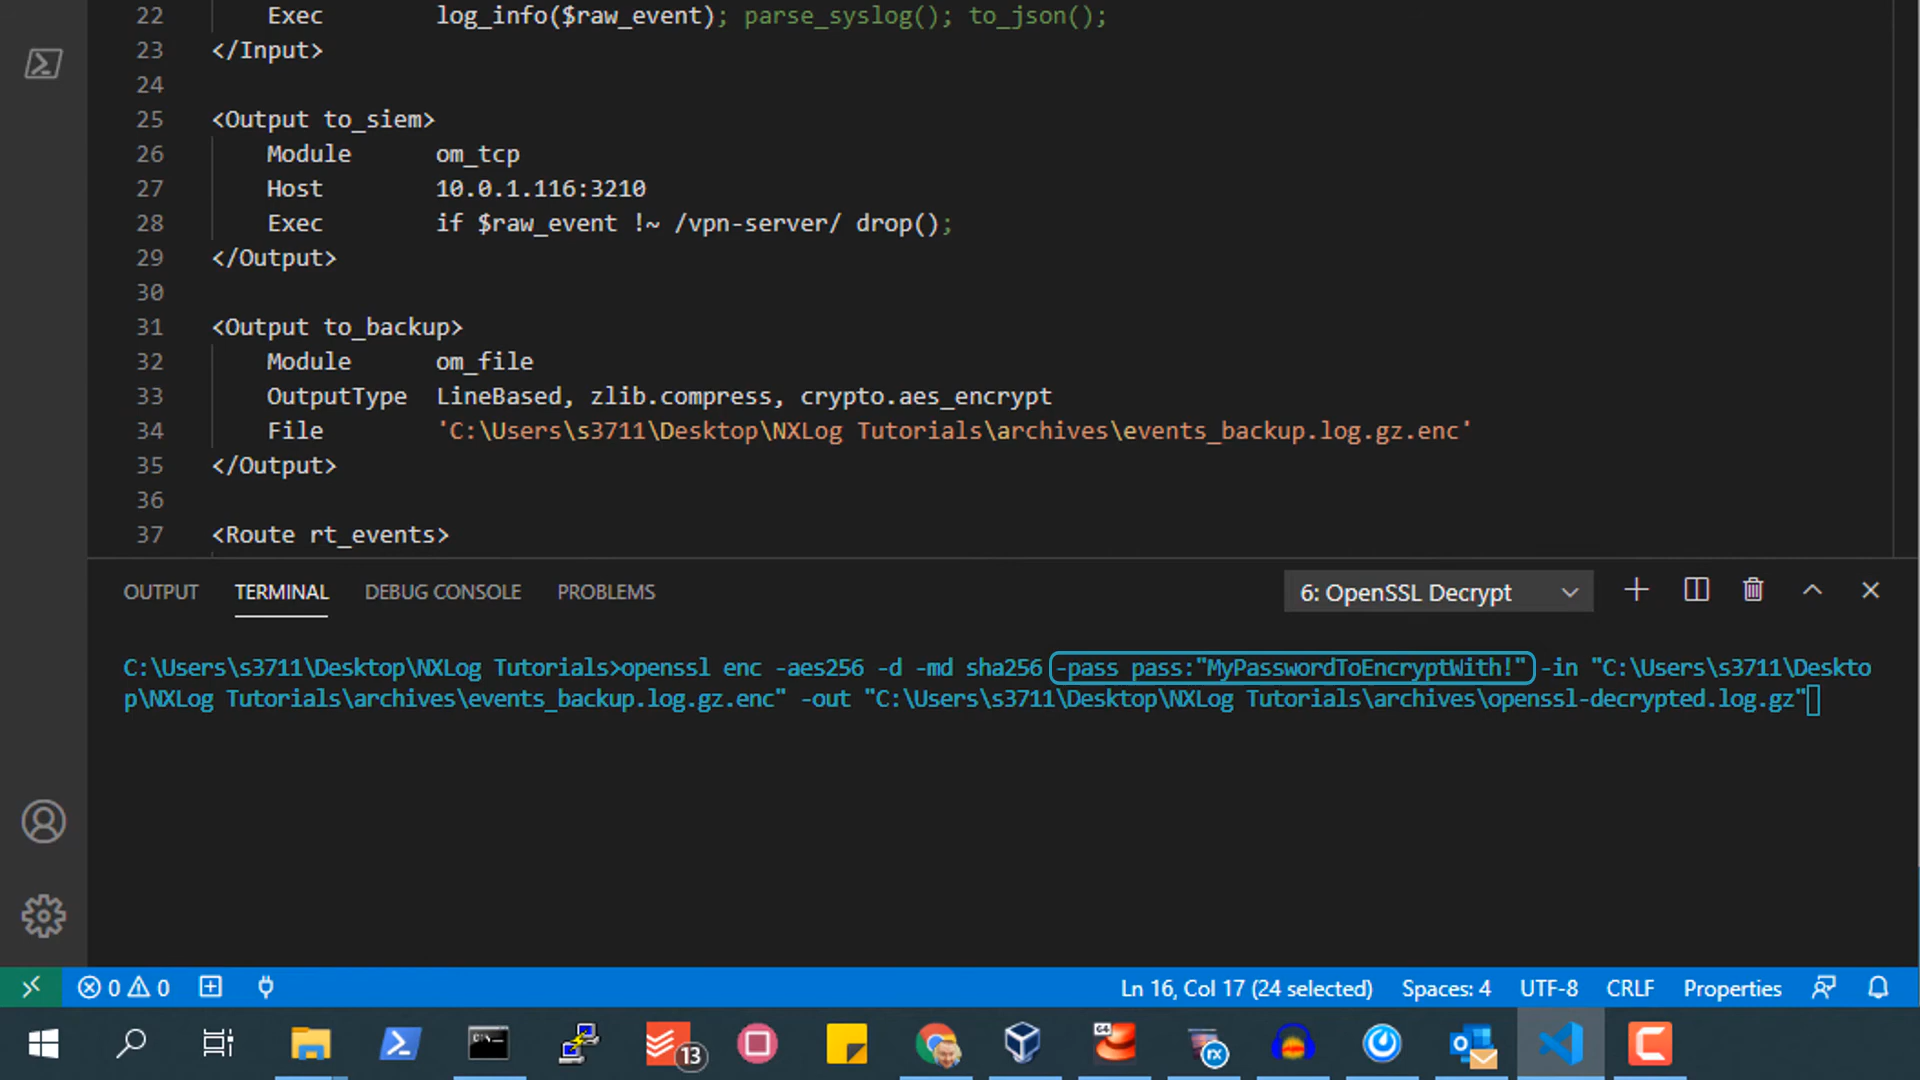 22 Exec log_info($raw_event); parse_syslog(); to_json();
23 </Input>
24
25 <Output to_siem>
26 Module om_tcp
27 Host 10.0.1.116:3210
28 Exec if $raw_event !~ /vpn-server/ drop();
29 </Output>
30
31 <Output to_backup>
32 Module om_file
33 OutputType LineBased, zlib.compress, crypto.aes_encrypt
34 File 'C:\Users\s3711\Desktop\NXLog Tutorials\archives\events_backup.log.gz.enc'
35 </Output>
36
37 <Route rt_events>
OUTPUT TERMINAL DEBUG CONSOLE PROBLEMS 6: OpenSSL Decrypt
C:\Users\s3711\Desktop\NXLog Tutorials>openssl enc -aes256 -d -md sha256 -pass pass:"MyPasswordToEncryptWith!" -in "C:\Users\s3711\Deskto
p\NXLog Tutorials\archives\events_backup.log.gz.enc" -out "C:\Users\s3711\Desktop\NXLog Tutorials\archives\openssl-decrypted.log.gz"
0 0 Ln 16, Col 17 (24 selected) Spaces: 4 UTF-8 CRLF Properties
13 G4 rx